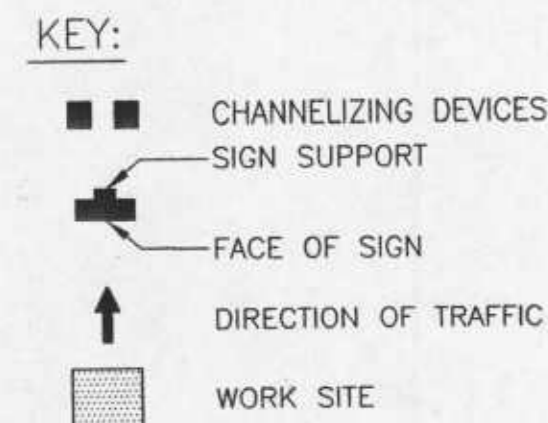 KEY:
CHANNELIZING DEVICES
SIGN SUPPORT
FACE OF SIGN
DIRECTION OF TRAFFIC
WORK SITE